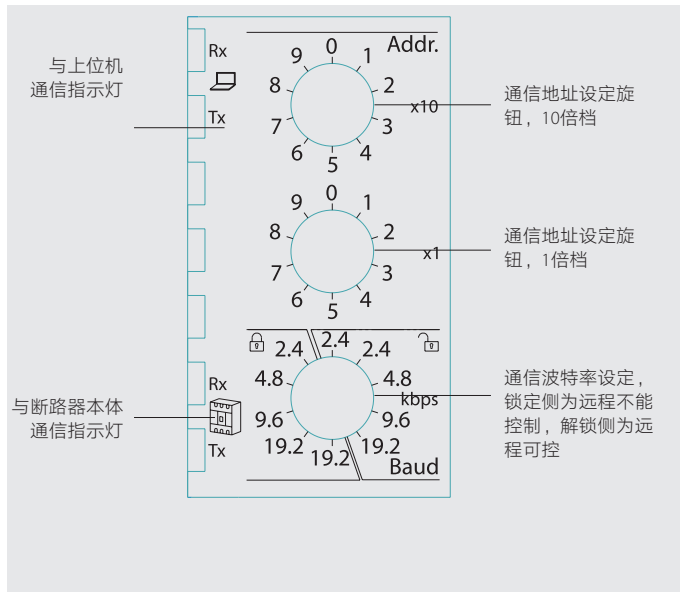 与上位机
通信指示灯
Rx
Tx
Addr.
0
1
2
3
4
5
6
7
8
9
x10
通信地址设定旋
钮，10倍档
0
1
2
3
4
5
6
7
8
9
x1
通信地址设定旋
钮，1倍档
与断路器本体
通信指示灯
Rx
Tx
2.4
2.4
2.4
4.8
4.8
kbps
9.6
9.6
19.2
19.2
19.2
Baud
通信波特率设定，
锁定侧为远程不能
控制，解锁侧为远
程可控